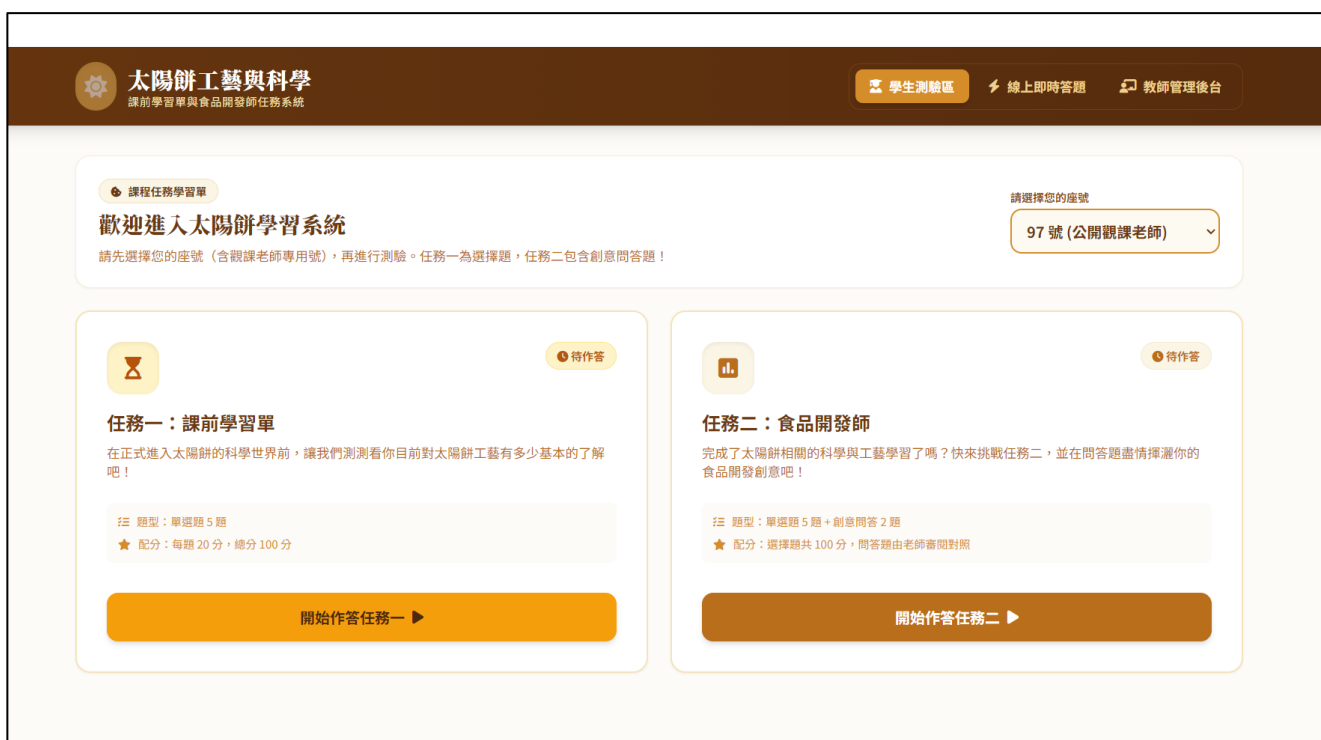 太陽餅工藝與科學
課前學習單與食品開發師任務系統
學生測驗區
線上即時答題
教師管理後台
課程任務學習單
歡迎進入太陽餅學習系統
請先選擇您的座號（含觀課老師專用號），再進行測驗。任務一為選擇題，任務二包含創意問答題！
請選擇您的座號
97 號 (公開觀課老師)
待作答
任務一：課前學習單
在正式進入太陽餅的科學世界前，讓我們測測看你目前對太陽餅工藝有多少基本的了解
吧！
題型：單選題 5 題
配分：每題 20 分，總分 100 分
開始作答任務一
待作答
任務二：食品開發師
完成了太陽餅相關的科學與工藝學習了嗎？快來挑戰任務二，並在問答題盡情揮灑你的
食品開發創意吧！
題型：單選題 5 題 + 創意問答 2 題
配分：選擇題共 100 分，問答題由老師審閱對照
開始作答任務二